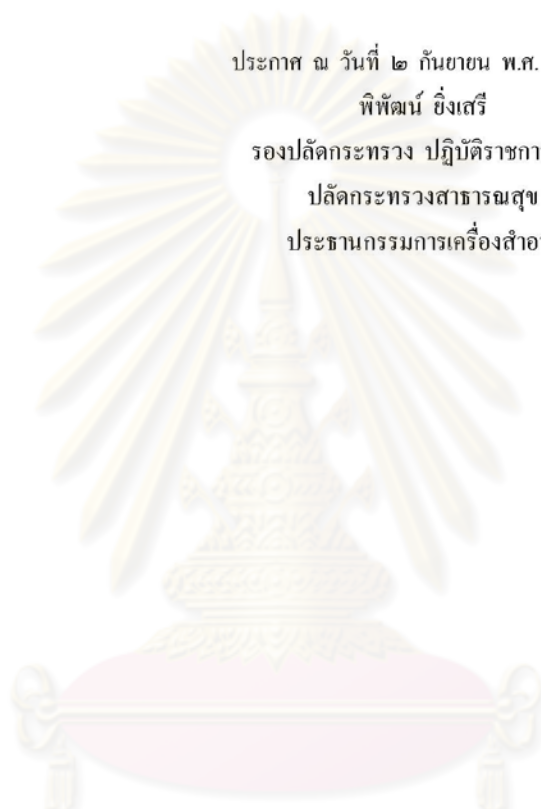 ประกาศ ณ วันที่ ๒ กันยายน พ.ศ.
พิพัฒน์ ยิ่งเสรี
รองปลัดกระทรวง ปฏิบัติราชกา
ปลัดกระทรวงสาธารณสุข
ประธานกรรมการเครื่องสำอา